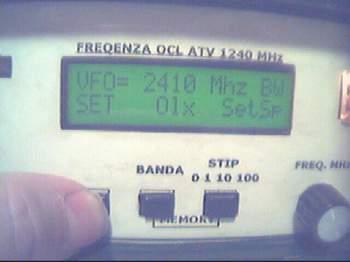 FREQENZA OCL ATV 1240 MHz
VFO= 2410 Mhz BW
SET Olx SetSp
BANDA
STIP
0 1 10 100
FREQ. MHz
MEMORY